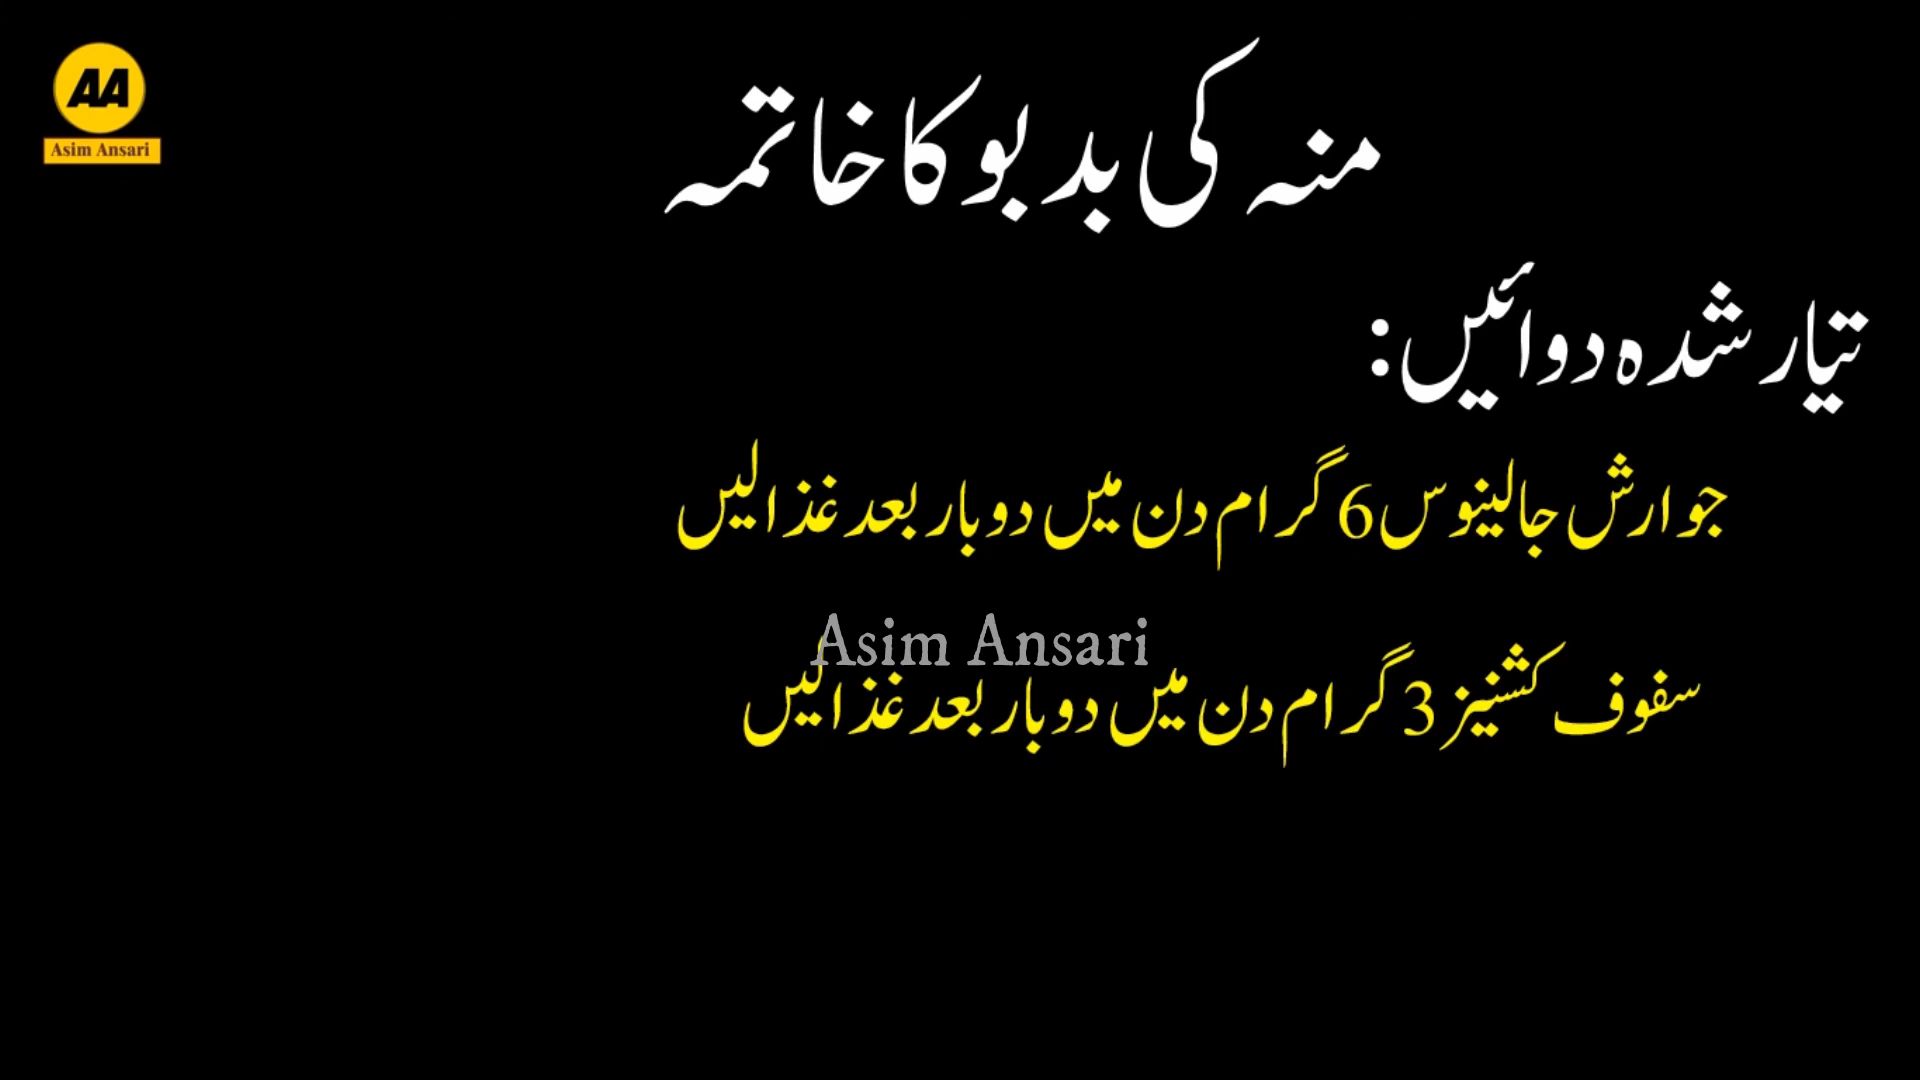 AA
Asim Ansari
منہ کی بدبو کا خاتمہ
تیار شدہ دوائیں:
جوارش جالینوس 6 گرام دن میں دو بار بعد غذا لیں
Asim Ansari
سفوف کشنیز 3 گرام دن میں دو بار بعد غذا لیں